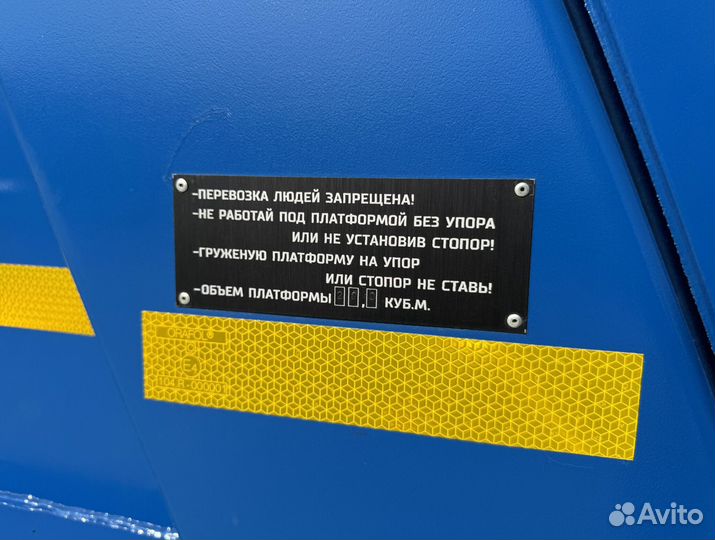 -ПЕРЕВОЗКА ЛЮДЕЙ ЗАПРЕЩЕНА!
-НЕ РАБОТАЙ ПОД ПЛАТФОРМОЙ БЕЗ УПОРА
ИЛИ НЕ УСТАНОВИВ СТОПОР!
-ГРУЖЕНУЮ ПЛАТФОРМУ НА УПОР
ИЛИ СТОПОР НЕ СТАВЬ!
-ОБЪЕМ ПЛАТФОРМЫ , КУБ.М.
Avito